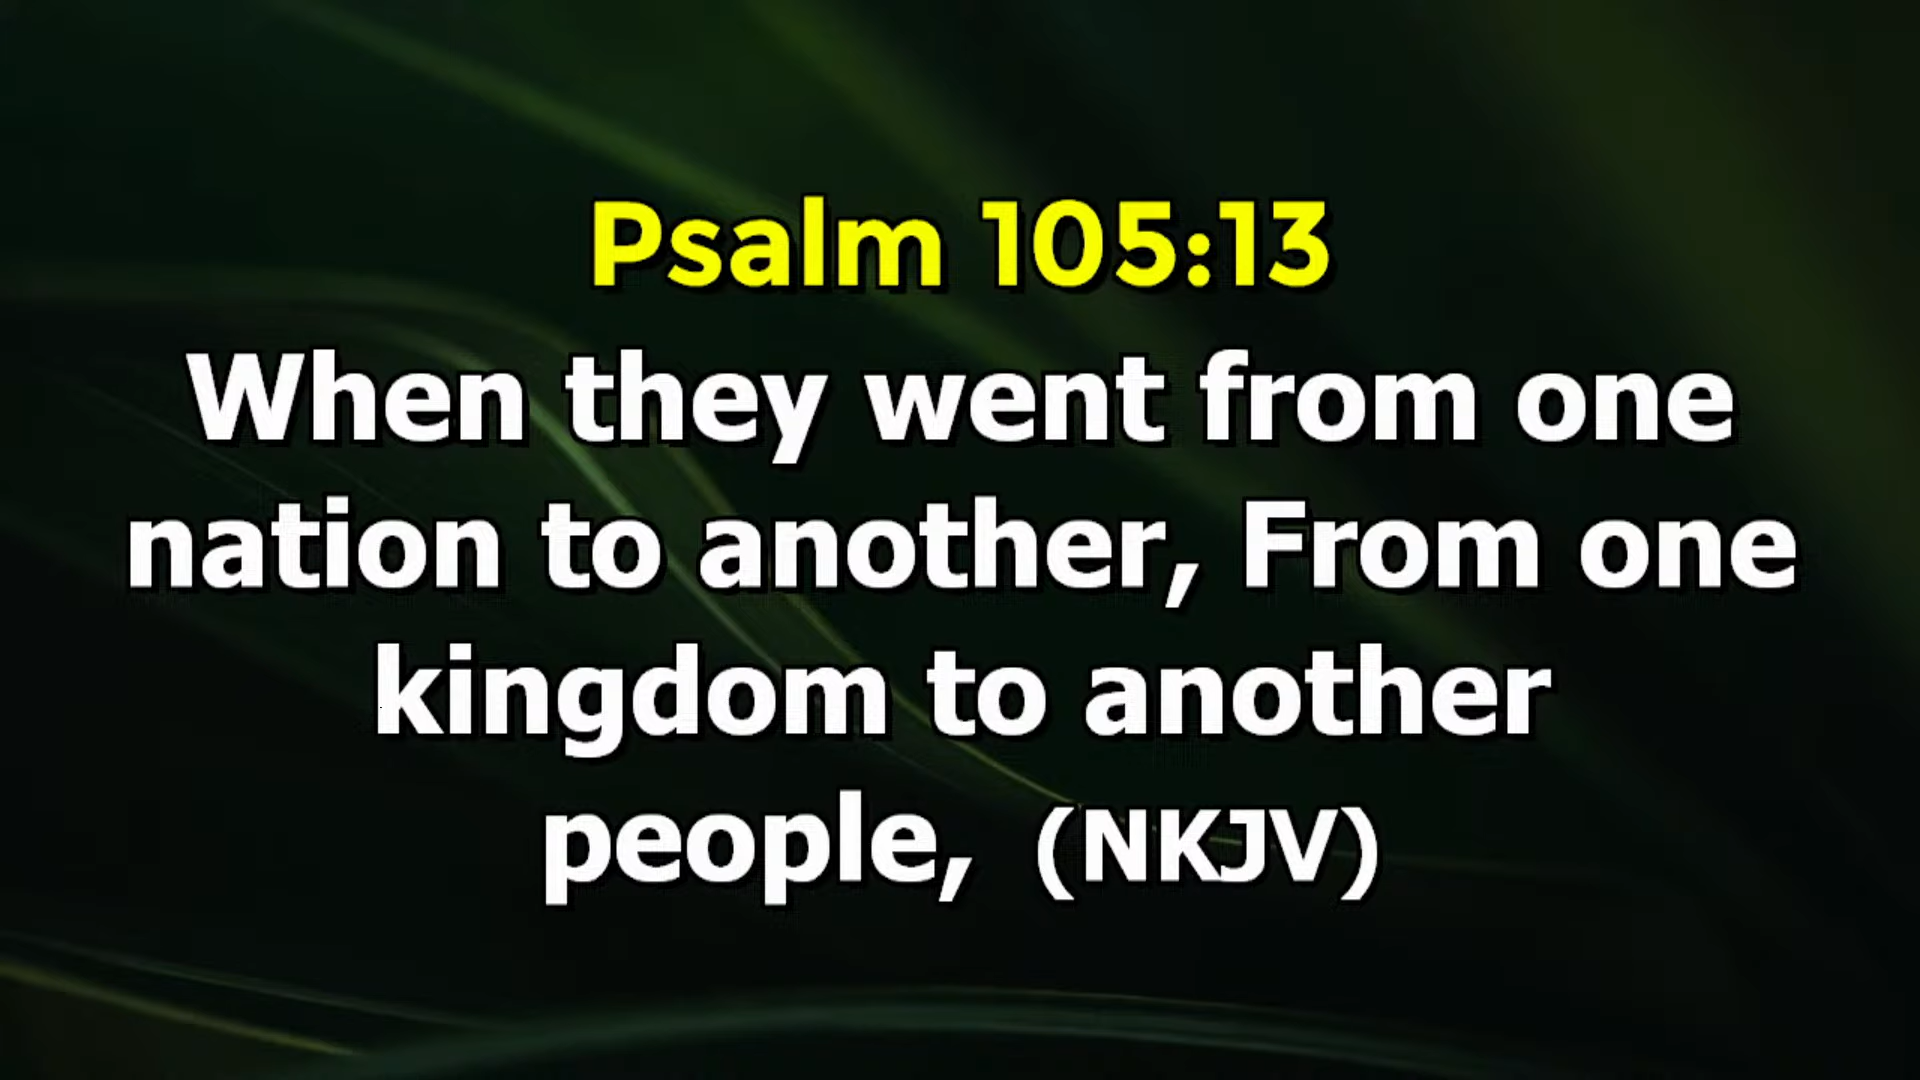 Psalm 105:13
When they went from one
nation to another, From one
kingdom to another
people, (NKJV)